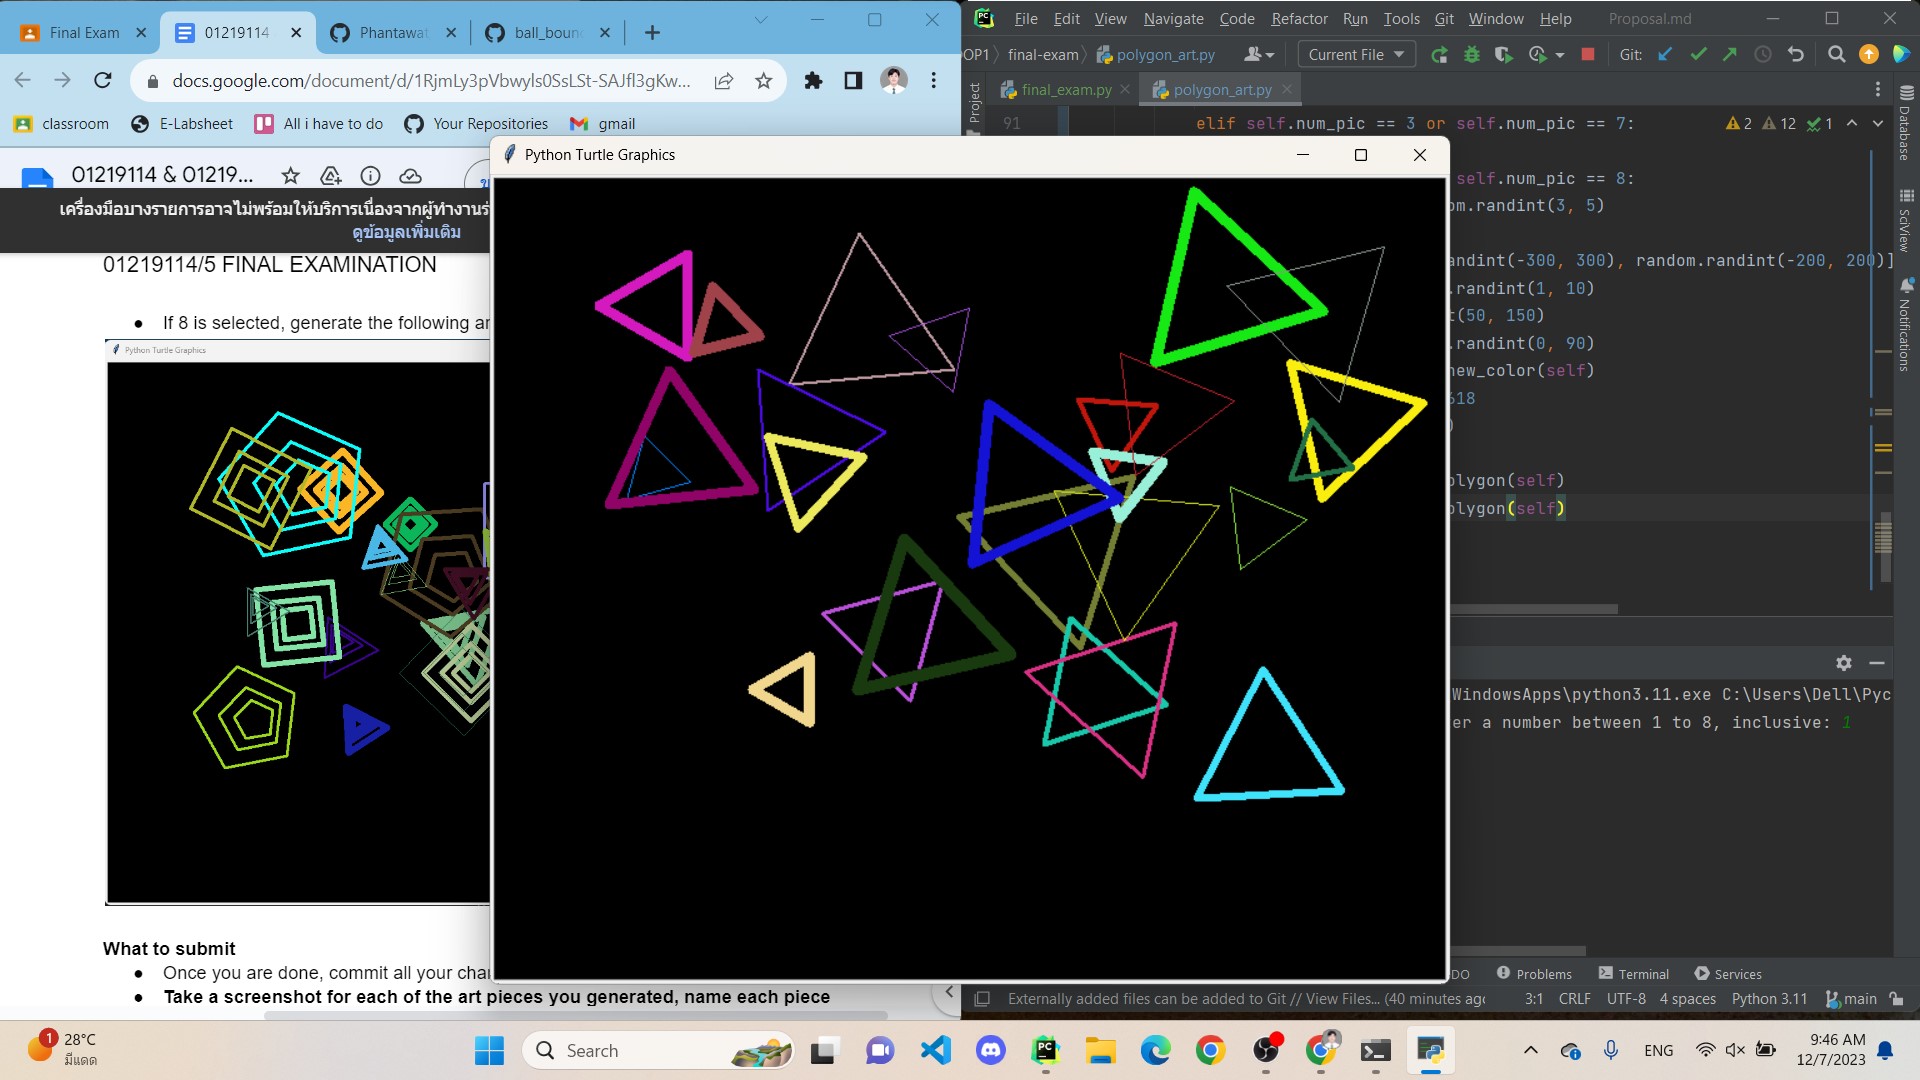 Final Exam
01219114
Phantawat
ball_boun
docs.google.com/document/d/1RjmLy3pVbwyls0SsLSt-SAJfl3gKw...
classroom
E-Labsheet
All i have to do
Your Repositories
gmail
01219114 & 01219...
เครื่องมือบางรายการอาจไม่พร้อมให้บริการเนื่องจากผู้ทำงานร่
ดูข้อมูลเพิ่มเติม
01219114/5 FINAL EXAMINATION
● If 8 is selected, generate the following ar
Python Turtle Graphics
What to submit
● Once you are done, commit all your char
● Take a screenshot for each of the art pieces you generated, name each piece
Python Turtle Graphics
File Edit View Navigate Code Refactor Run Tools Git Window Help Proposal.md
OP1 final-exam polygon_art.py Current File Git:
Project
final_exam.py
polygon_art.py
91 elif self.num_pic == 3 or self.num_pic == 7:
2 12 1
self.num_pic == 8:
om.randint(3, 5)
andint(-300, 300), random.randint(-200, 200)]
.randint(1, 10)
t(50, 150)
.randint(0, 90)
new_color(self)
618
)
olygon(self)
olygon(self)
Database
SciView
Notifications
WindowsApps\python3.11.exe C:\Users\Dell\Pyc
er a number between 1 to 8, inclusive: 1
DO Problems Terminal Services
Externally added files can be added to Git // View Files... (40 minutes ago
3:1 CRLF UTF-8 4 spaces Python 3.11 main
1
28°C
มีแดด
Search
ENG
9:46 AM
12/7/2023